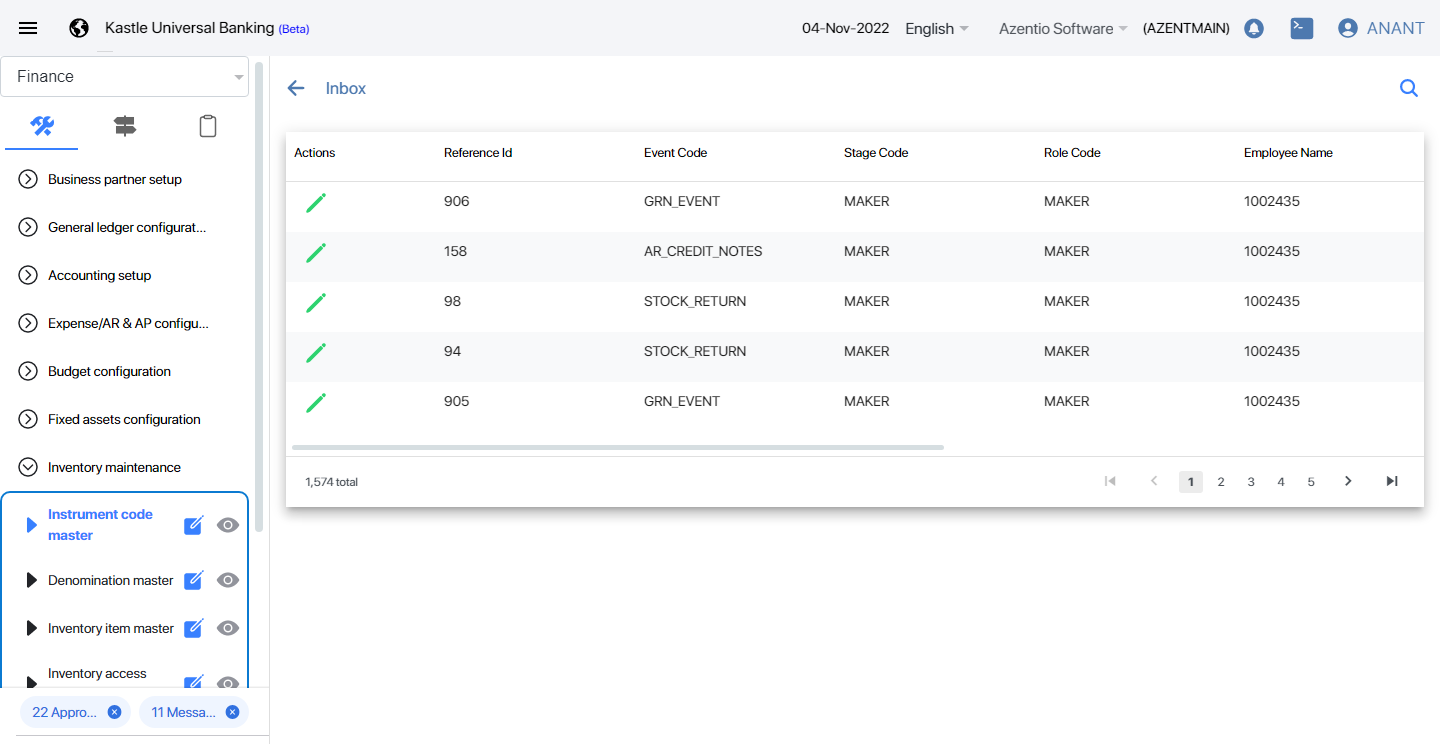 Kastle Universal Banking (Beta)
04-Nov-2022
English
Azentio Software
(AZENTMAIN)
ANANT
Finance
Business partner setup
General ledger configurat...
Accounting setup
Expense/AR & AP configu...
Budget configuration
Fixed assets configuration
Inventory maintenance
Instrument code
master
Denomination master
Inventory item master
Inventory access
22 Appro...
11 Messa...
Inbox
Actions Reference Id Event Code Stage Code Role Code Employee Name
906 GRN_EVENT MAKER MAKER 1002435
158 AR_CREDIT_NOTES MAKER MAKER 1002435
98 STOCK_RETURN MAKER MAKER 1002435
94 STOCK_RETURN MAKER MAKER 1002435
905 GRN_EVENT MAKER MAKER 1002435
1,574 total
1 2 3 4 5